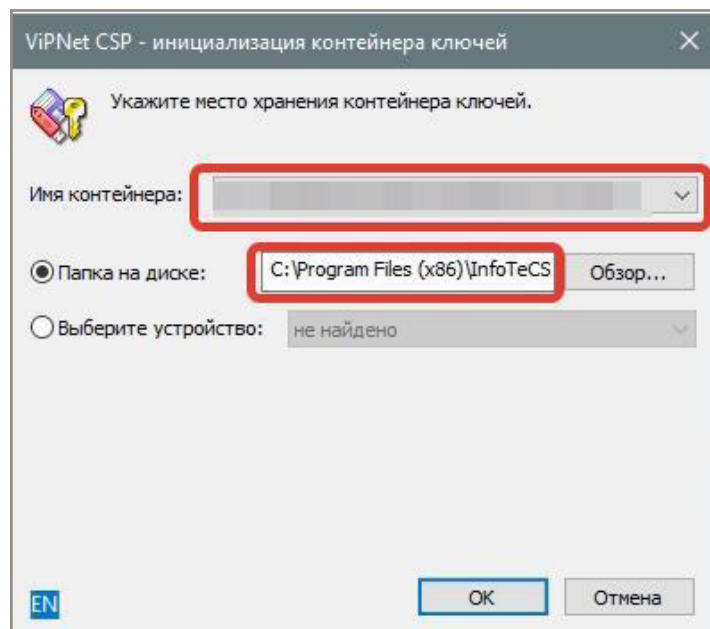 ViPNet CSP - инициализация контейнера ключей
Укажите место хранения контейнера ключей.
Имя контейнера:
Папка на диске: C:\Program Files (x86)\InfoTeCS Обзор...
Выберите устройство: не найдено
EN OK Отмена